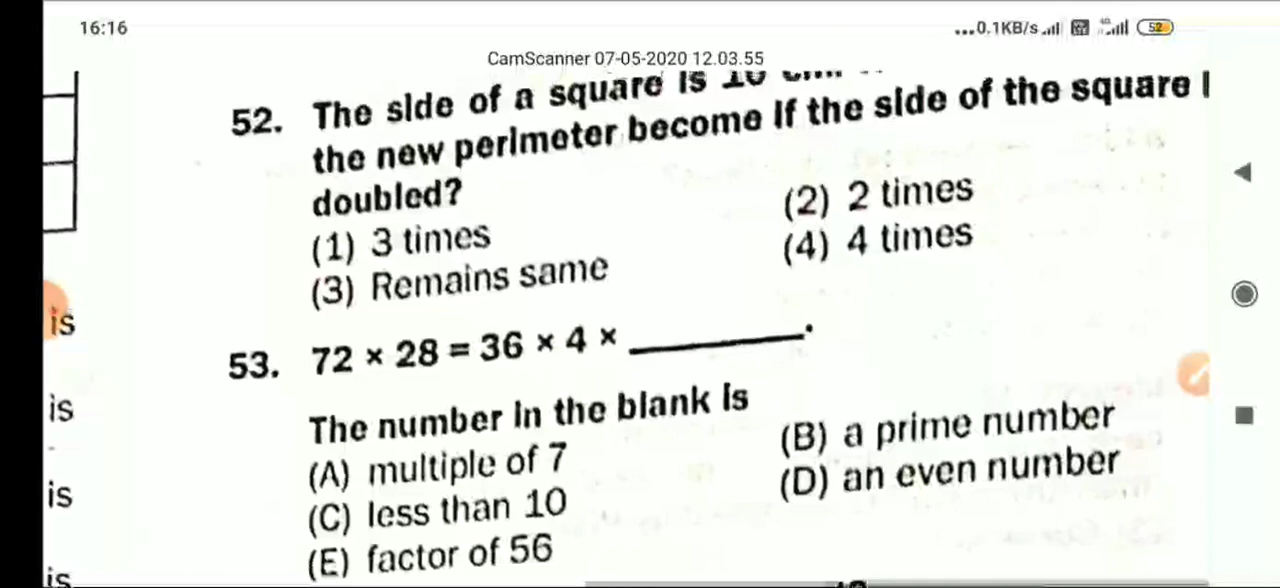 16:16
...0.1KB/s 4G 52
CamScanner 07-05-2020 12.03.55
52. The side of a square is 10
the new perimeter become if the side of the square
doubled?
(1) 3 times (2) 2 times
(3) Remains same (4) 4 times
is
53. 72 × 28 = 36 × 4 × ________.
is
The number in the blank is
(A) multiple of 7 (B) a prime number
(C) less than 10 (D) an even number
is
(E) factor of 56
is